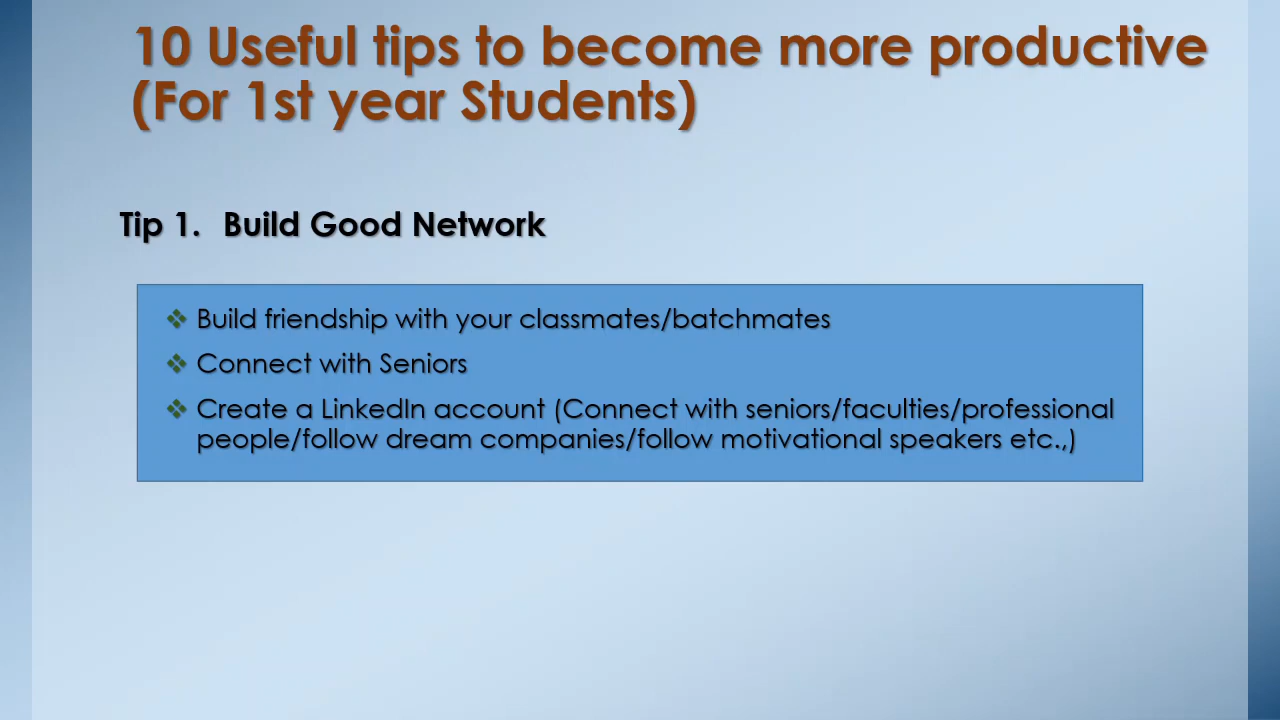 10 Useful tips to become more productive
(For 1st year Students)
Tip 1. Build Good Network
❖ Build friendship with your classmates/batchmates
❖ Connect with Seniors
❖ Create a LinkedIn account (Connect with seniors/faculties/professional
people/follow dream companies/follow motivational speakers etc.,)